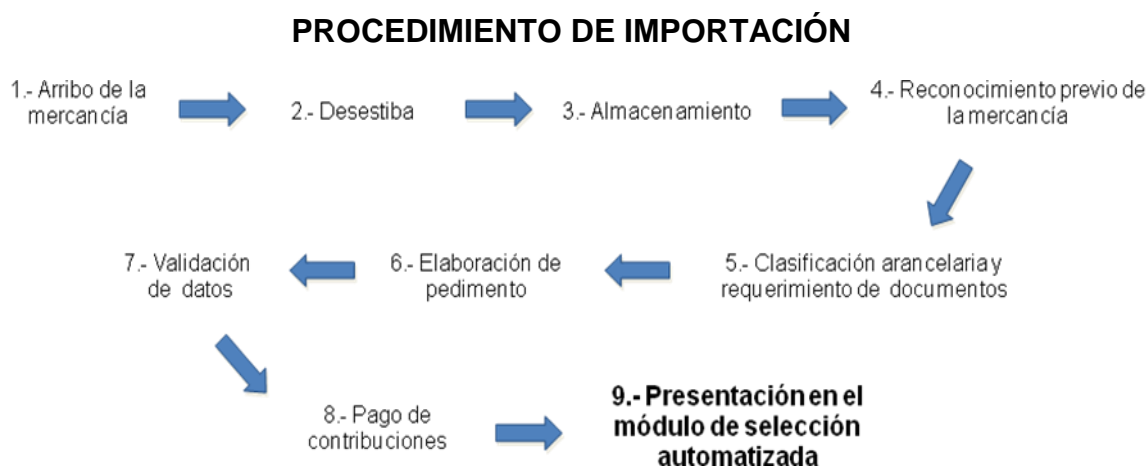 PROCEDIMIENTO DE IMPORTACIÓN
1.- Arribo de la
mercancía
2.- Desestiba
3.- Almacenamiento
4.- Reconocimiento previo de
la mercancía
5.- Clasificación arancelaria y
requerimiento de documentos
6.- Elaboración de
pedimento
7.- Validación
de datos
8.- Pago de
contribuciones
9.- Presentación en el
módulo de selección
automatizada